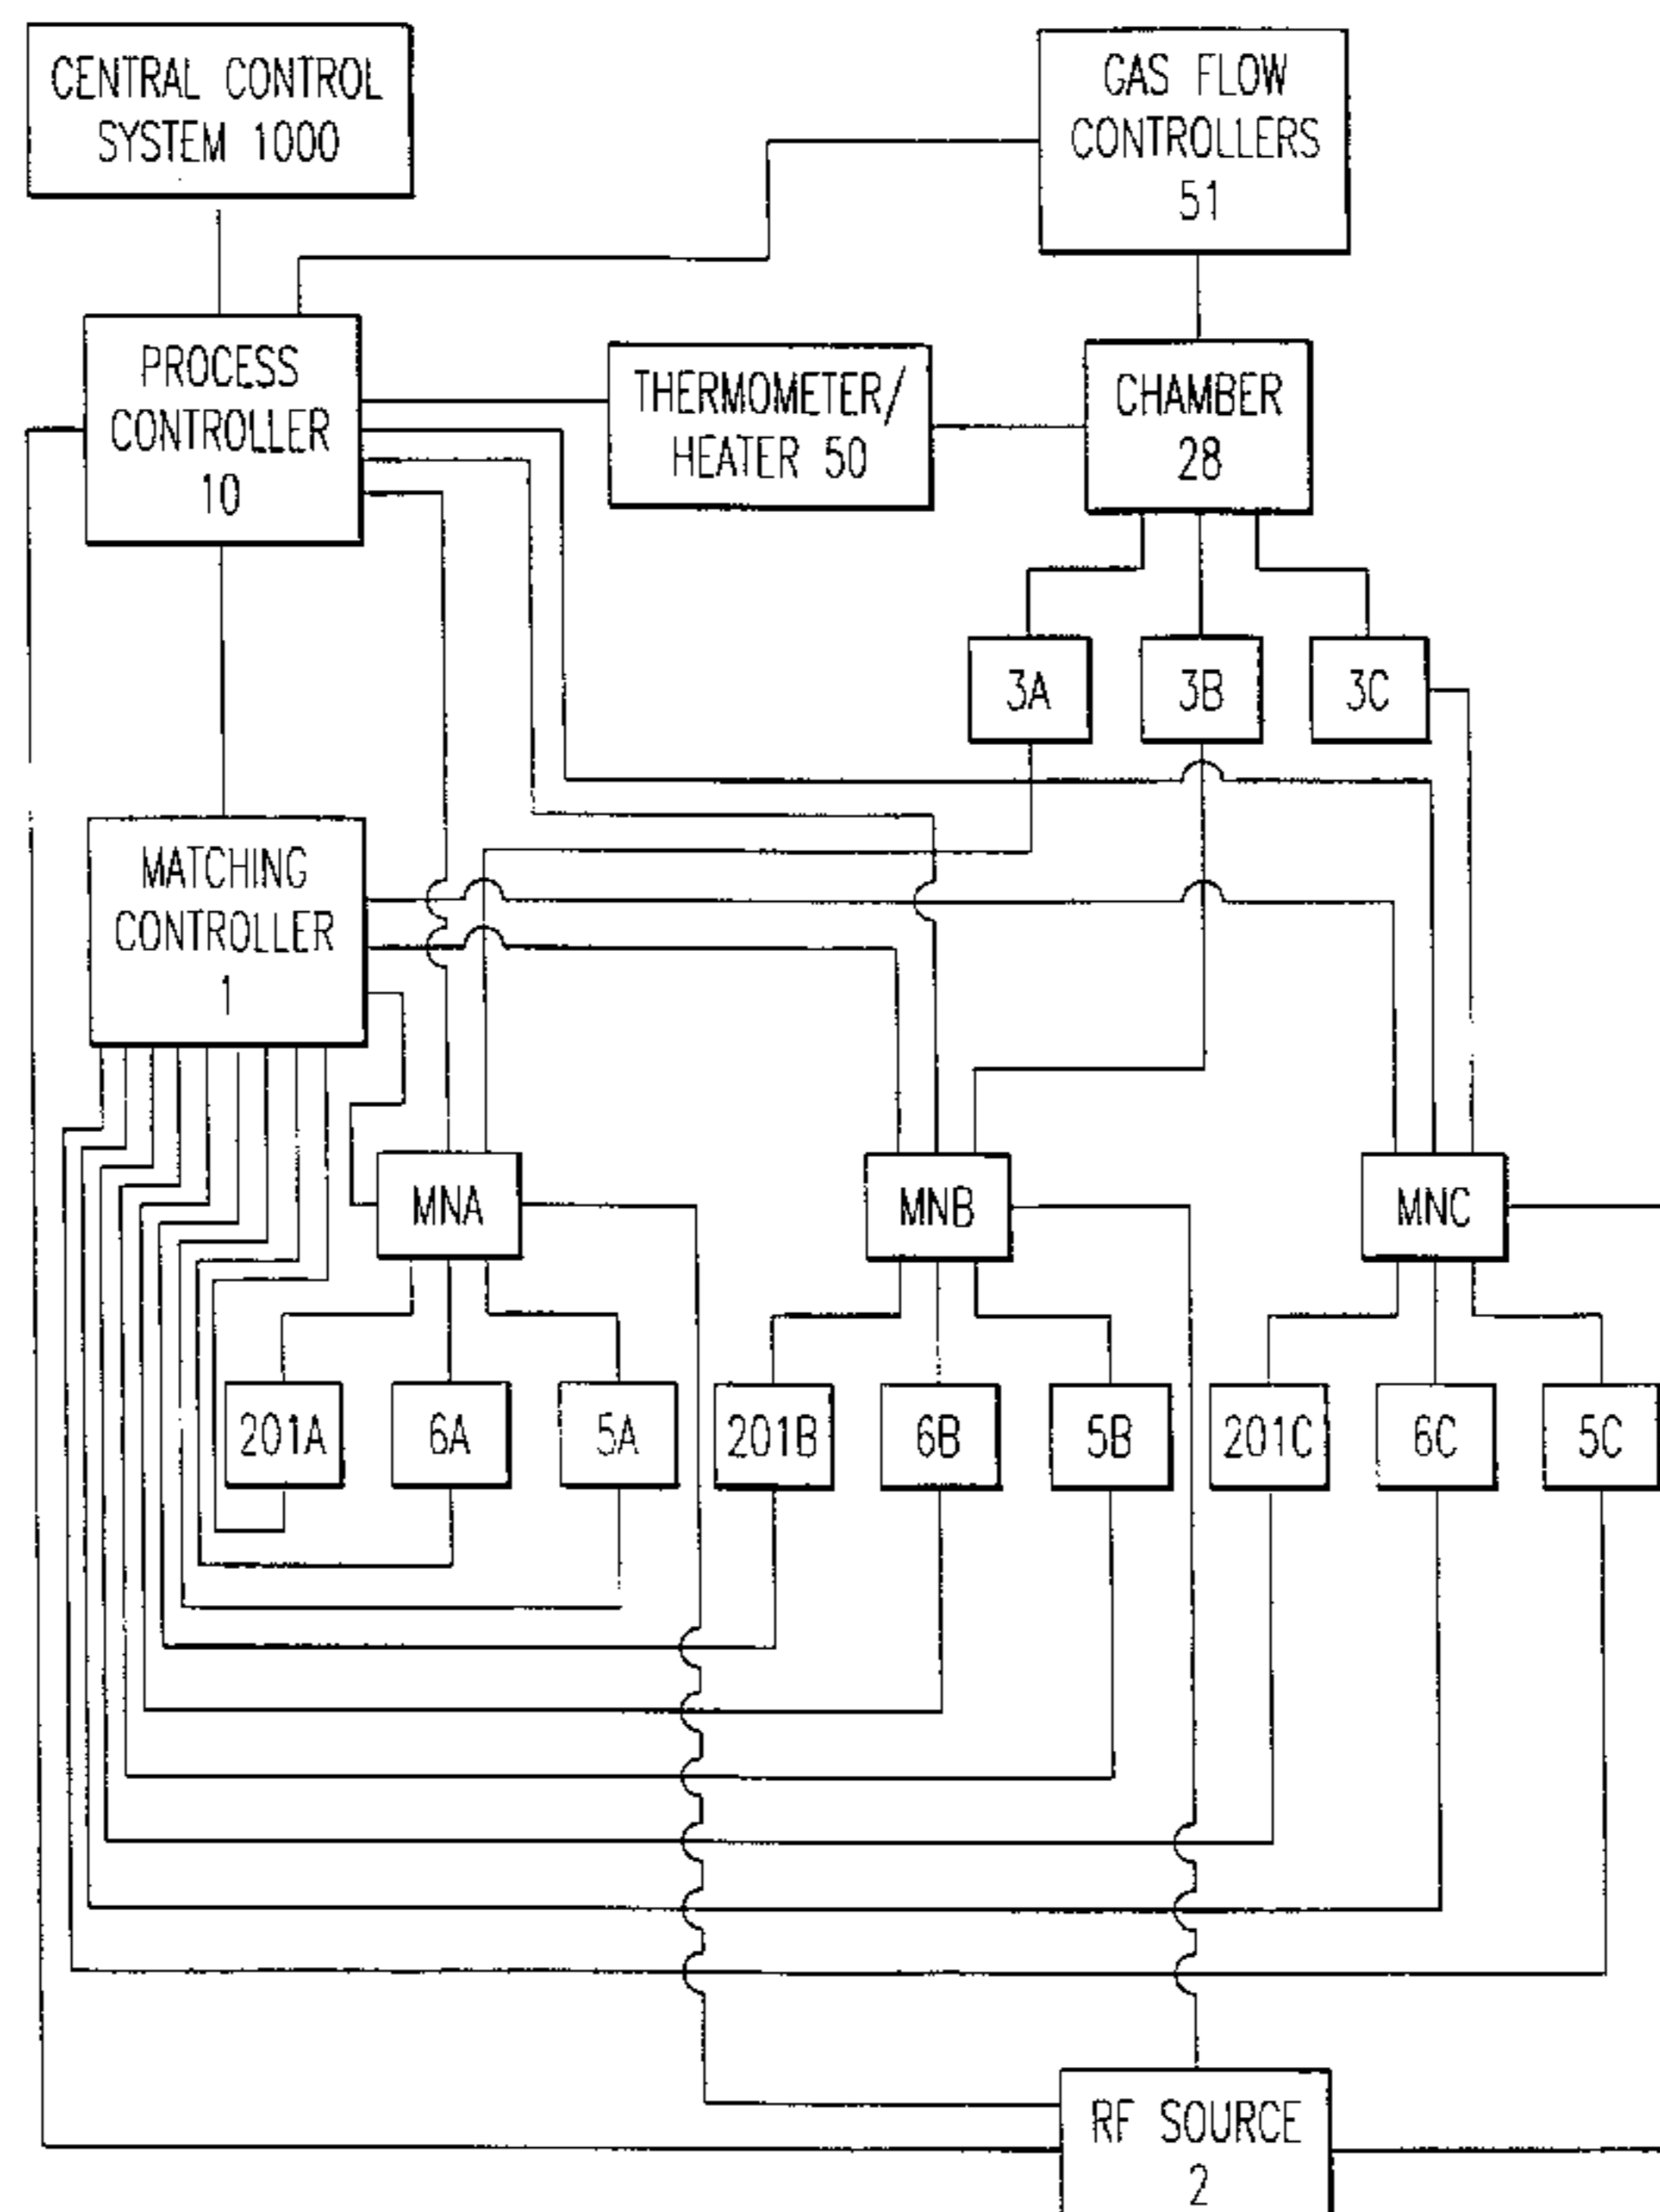 CENTRAL CONTROL
SYSTEM 1000
GAS FLOW
CONTROLLERS
51
PROCESS
CONTROLLER
10
THERMOMETER/
HEATER 50
CHAMBER
28
3A
3B
3C
MATCHING
CONTROLLER
1
MNA
MNB
MNC
201A
6A
5A
201B
6B
5B
201C
6C
5C
RF SOURCE
2